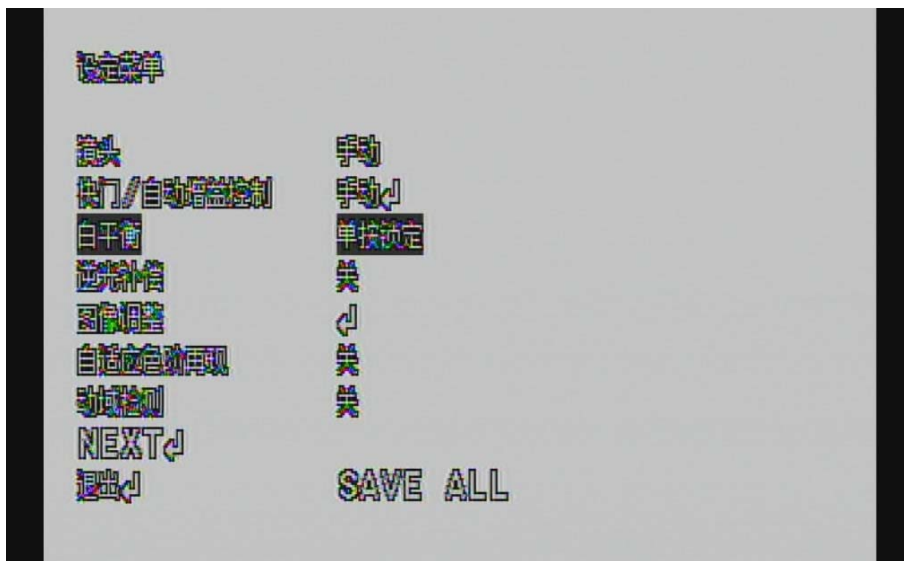 设定菜单
镜头 手动
快门/自动增益控制 手动↲
白平衡 单按锁定
逆光补偿 关
图像调整 ↲
自适应色阶再现 关
动域检测 关
NEXT↲
退出↲ SAVE ALL